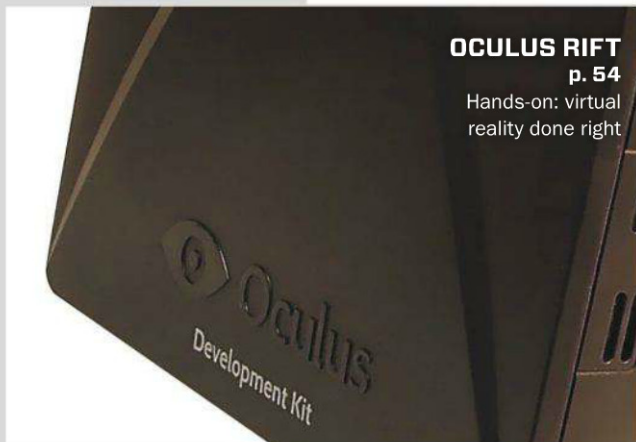 OCULUS RIFT
p. 54
Hands-on: virtual
reality done right
Oculus
Development Kit